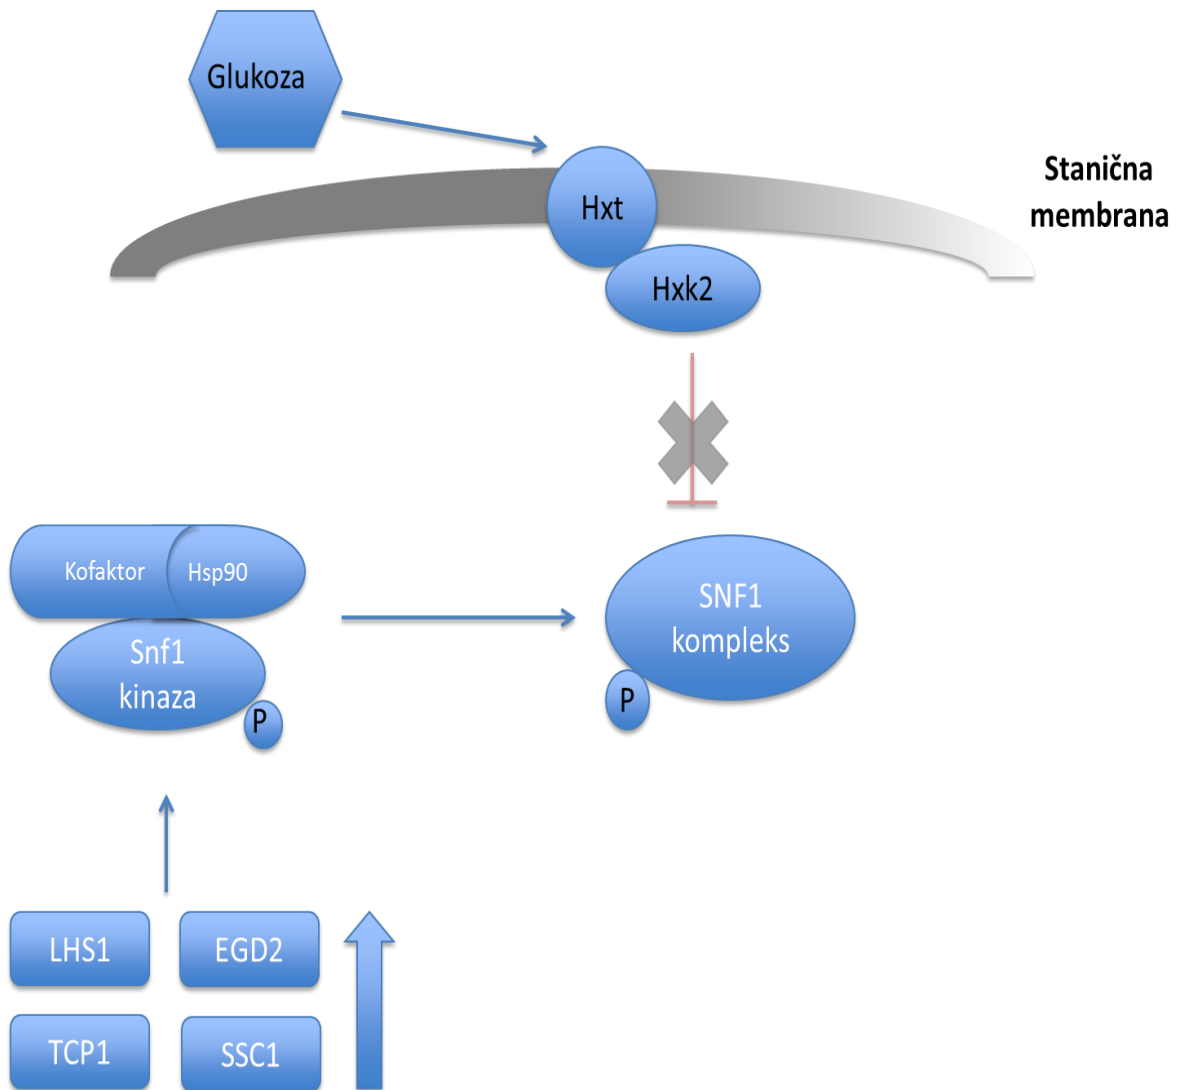 Glukoza
Stanična
membrana
Hxt
Hxk2
Kofaktor
Hsp90
Snf1
kinaza
P
SNF1
kompleks
P
LHS1
EGD2
TCP1
SSC1